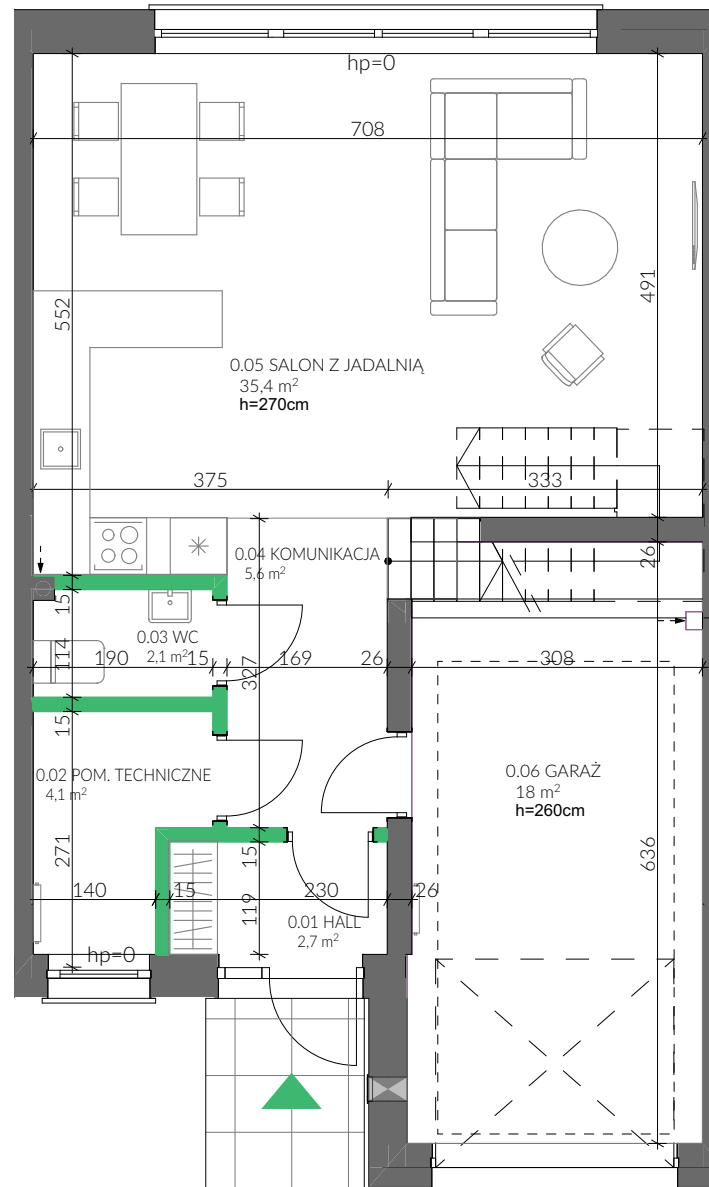 hp=0
708
552
491
0.05 SALON Z JADALNIĄ
35,4 m²
h=270cm
375
333
0.04 KOMUNIKACJA
5,6 m²
26
15
0.03 WC
2,1 m²
114
190
15
327
169
26
308
15
0.02 POM. TECHNICZNE
4,1 m²
0.06 GARAŻ
18 m²
h=260cm
271
15
636
140
15
230
26
119
0.01 HALL
2,7 m²
hp=0